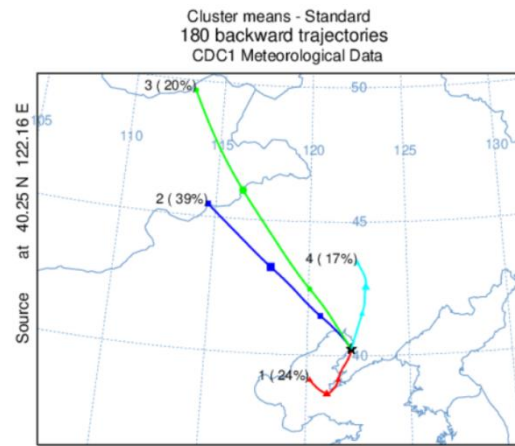 Cluster means - Standard
180 backward trajectories
CDC1 Meteorological Data
Source at 40.25 N 122.16 E
3 ( 20%)
50
105
110
115
120
125
130
2 ( 39%)
45
4 ( 17%)
40
1 ( 24%)